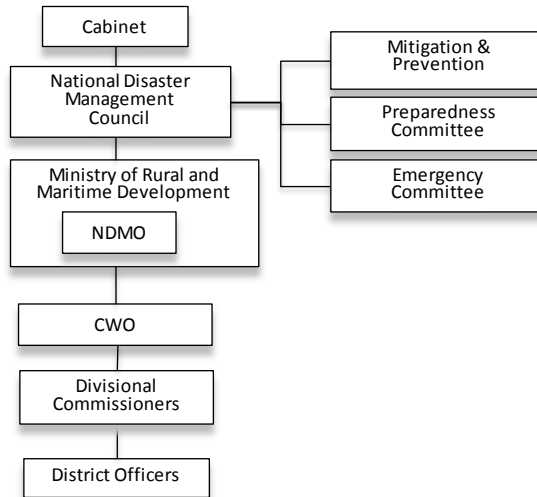 Cabinet
National Disaster
Management
Council
Mitigation &
Prevention
Preparedness
Committee
Emergency
Committee
Ministry of Rural and
Maritime Development
NDMO
CWO
Divisional
Commissioners
District Officers